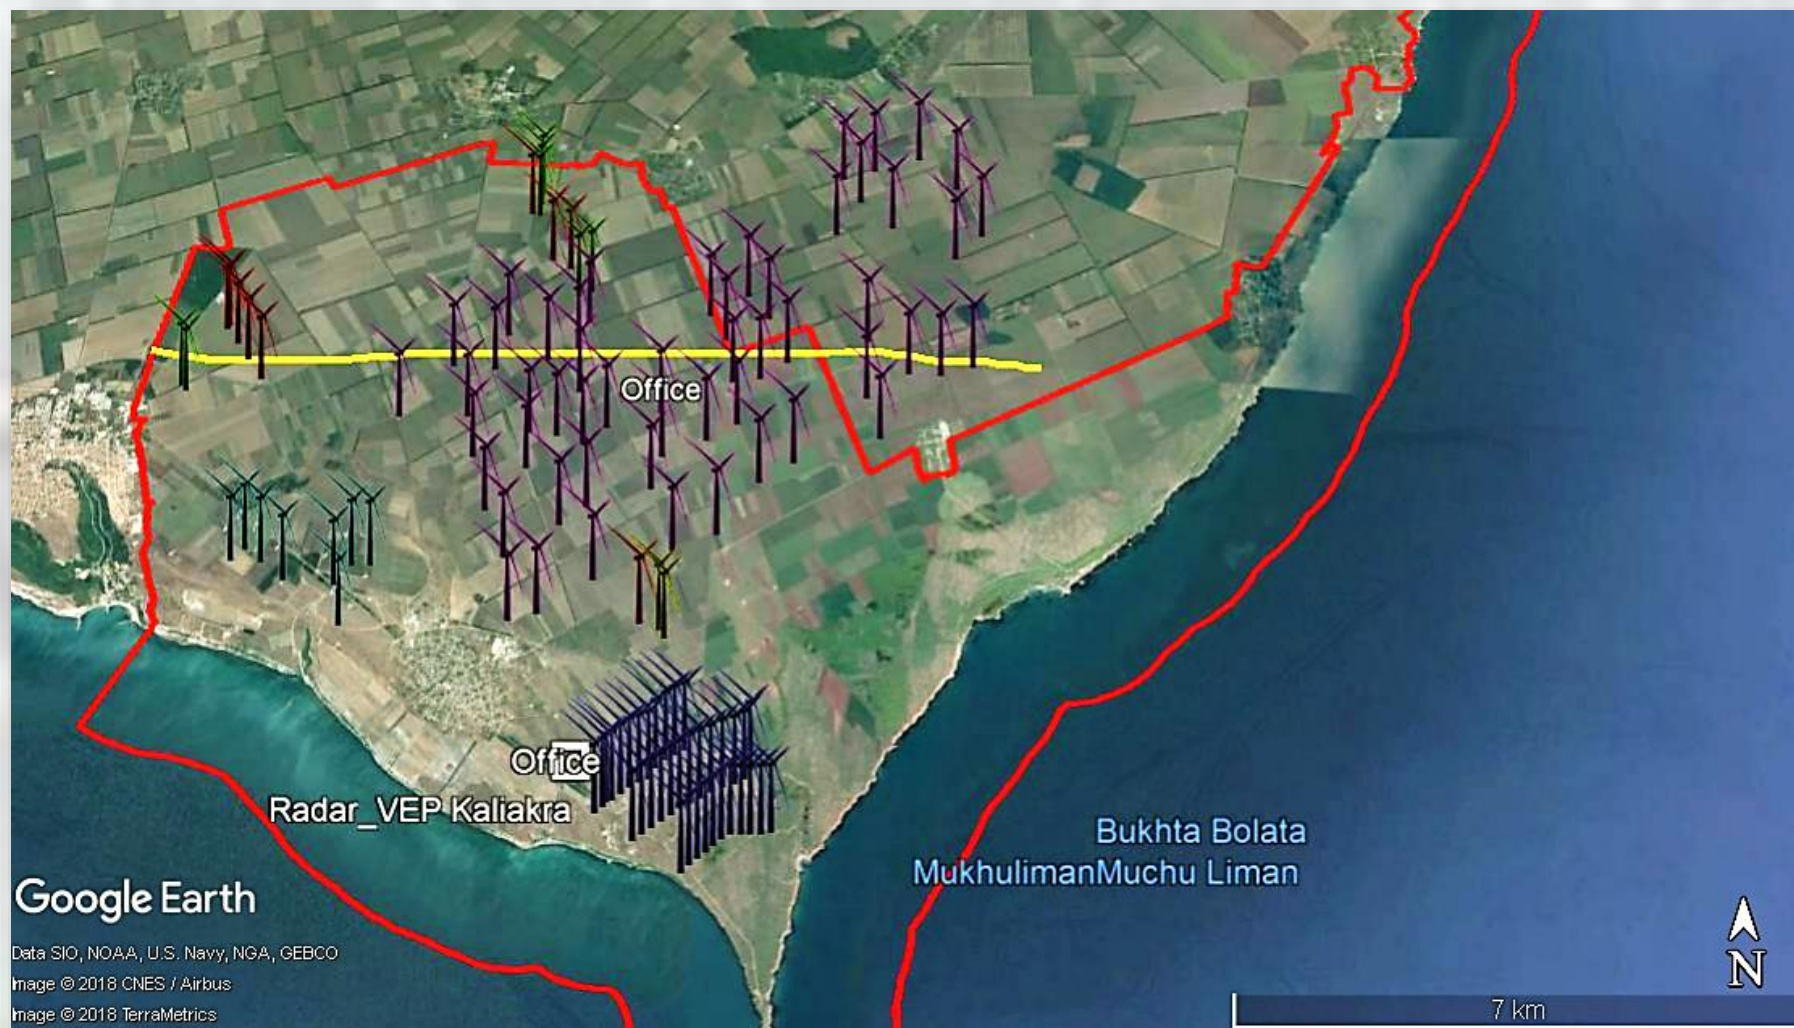 Office
Office
Radar_VEP Kaliakra
Bukhta Bolata
MukhulimanMuchu Liman
Google Earth
Data SIO, NOAA, U.S. Navy, NGA, GEBCO
Image © 2018 CNES / Airbus
Image © 2018 TerraMetrics
N
7 km